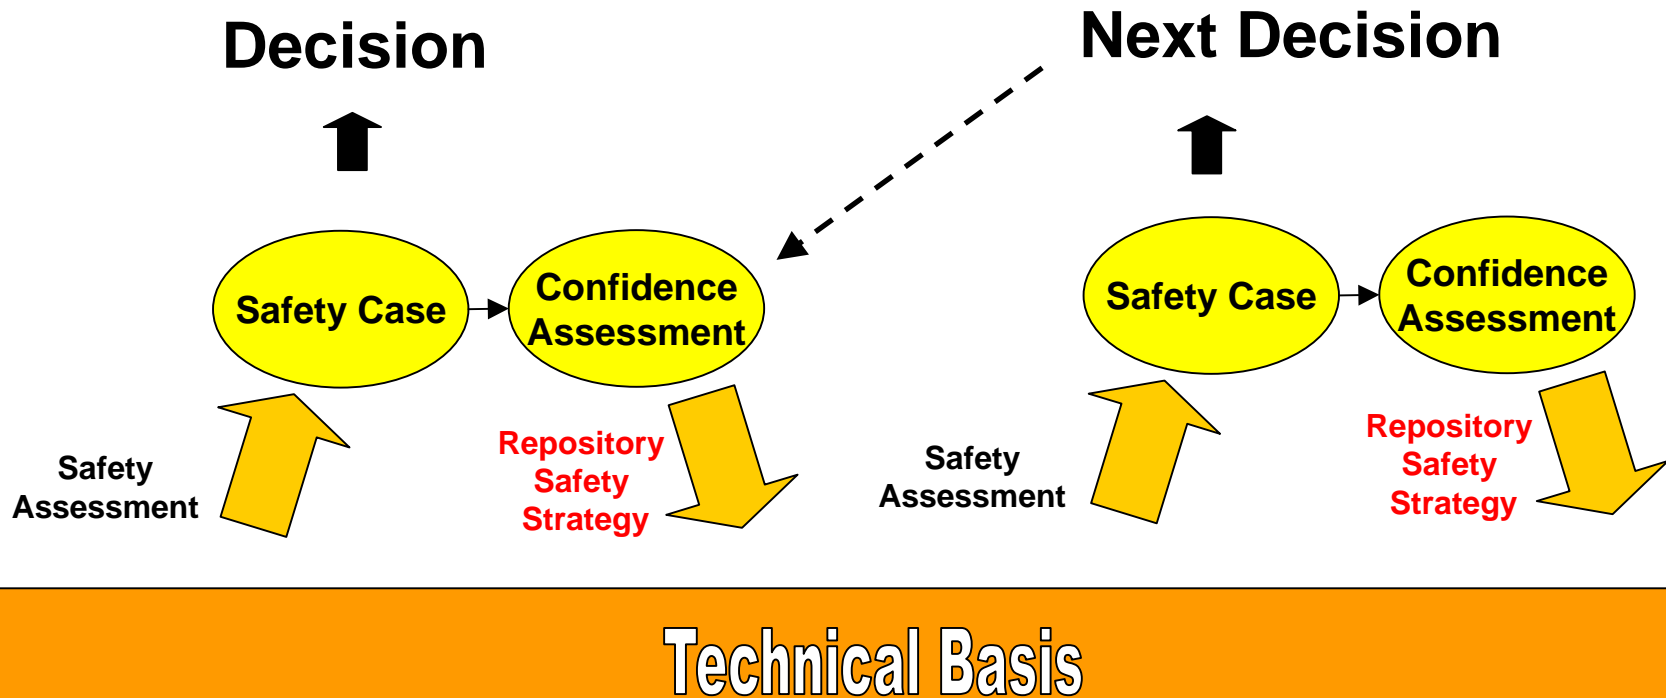 Decision
Next Decision
Safety Case
Confidence
Assessment
Safety Case
Confidence
Assessment
Safety
Assessment
Repository
Safety
Strategy
Safety
Assessment
Repository
Safety
Strategy
Technical Basis